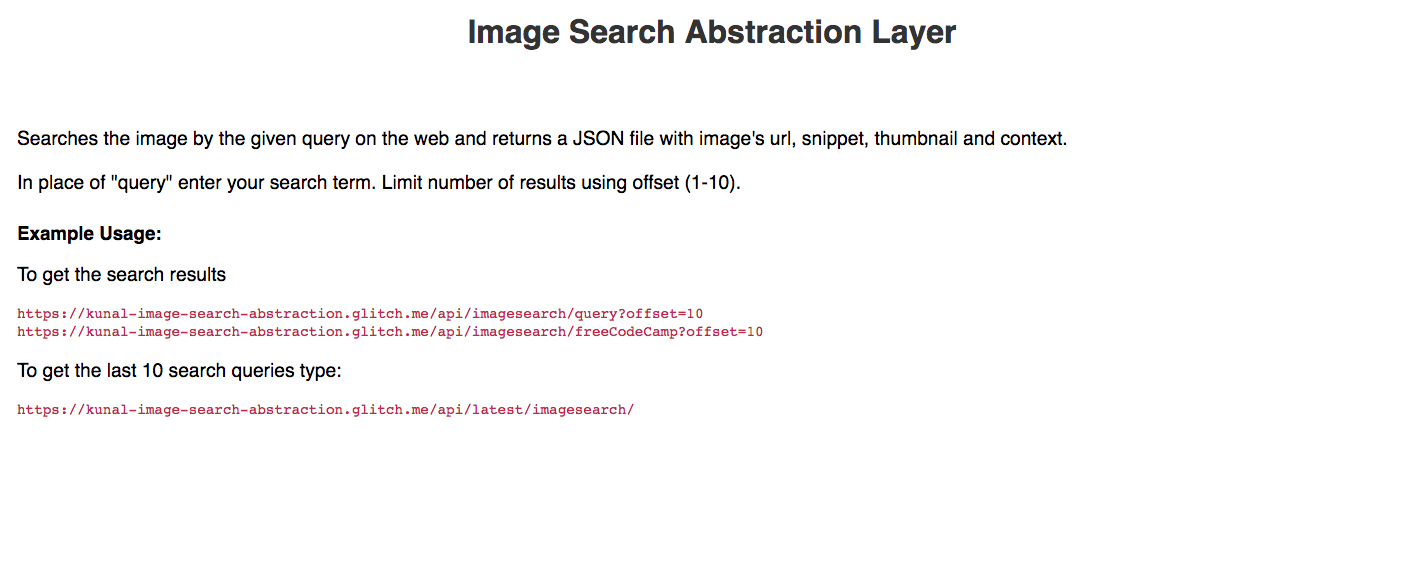 Image Search Abstraction Layer
Searches the image by the given query on the web and returns a JSON file with image's url, snippet, thumbnail and context.
In place of "query" enter your search term. Limit number of results using offset (1-10).
Example Usage:
To get the search results
https://kunal-image-search-abstraction.glitch.me/api/imagesearch/query?offset=10
https://kunal-image-search-abstraction.glitch.me/api/imagesearch/freeCodeCamp?offset=10
To get the last 10 search queries type:
https://kunal-image-search-abstraction.glitch.me/api/latest/imagesearch/